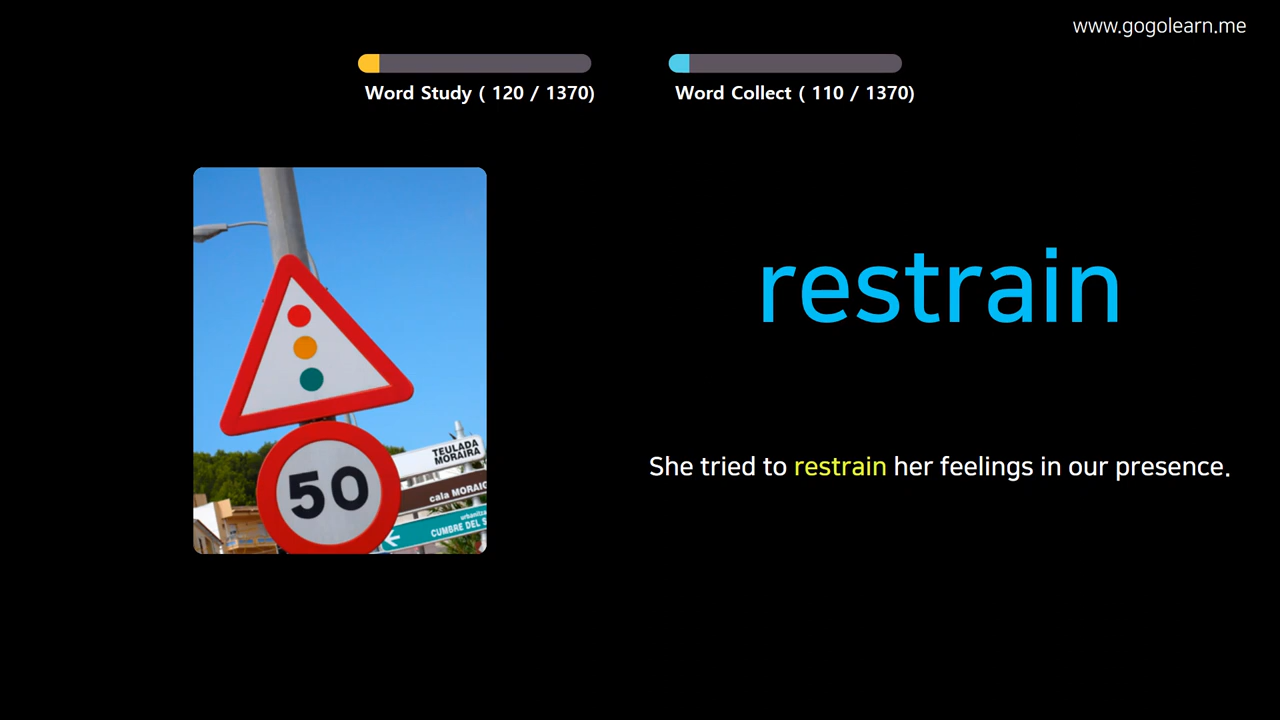 www.gogolearn.me
Word Study ( 120 / 1370)
Word Collect ( 110 / 1370)
restrain
She tried to restrain her feelings in our presence.
50
TEULADA
MORAIRA
cala
urbanitza
CUMBRE DEL